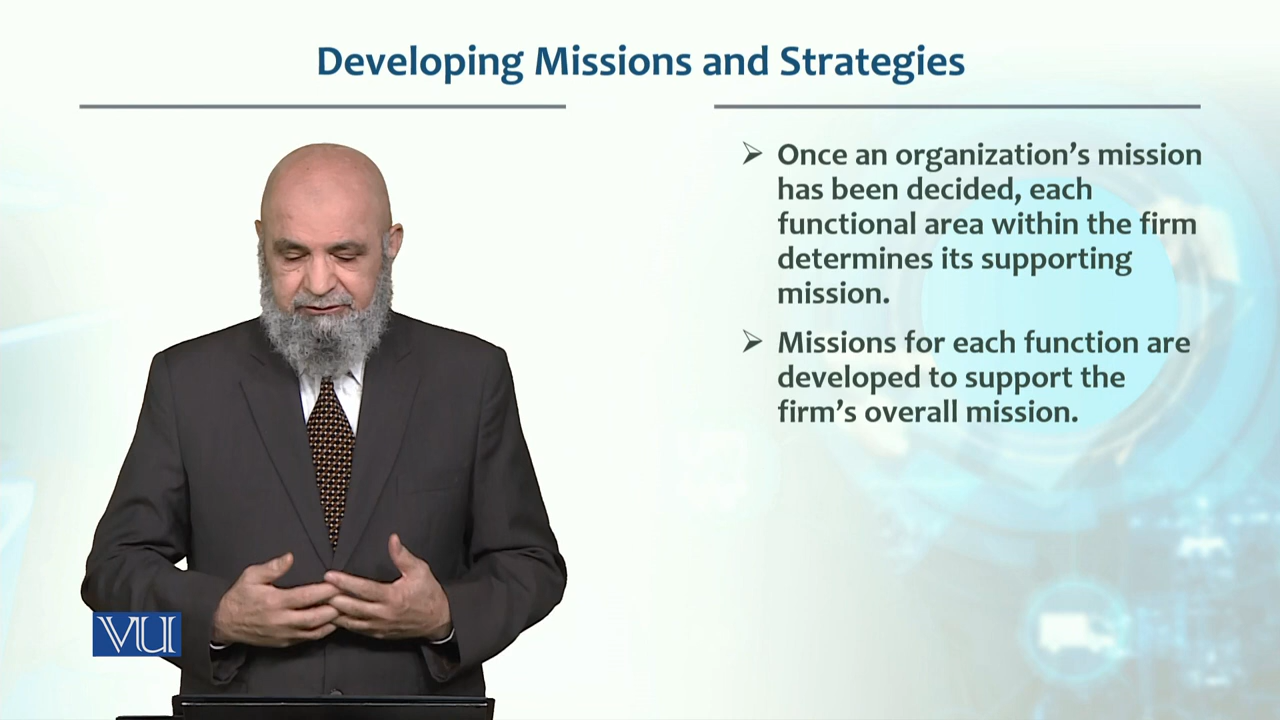 Developing Missions and Strategies
Once an organization's mission
has been decided, each
functional area within the firm
determines its supporting
mission.
Missions for each function are
developed to support the
firm's overall mission.
VU